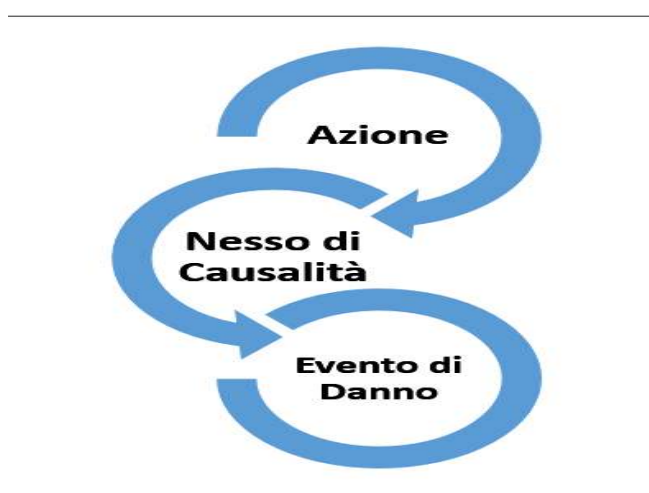 Azione
Nesso di
Causalità
Evento di
Danno